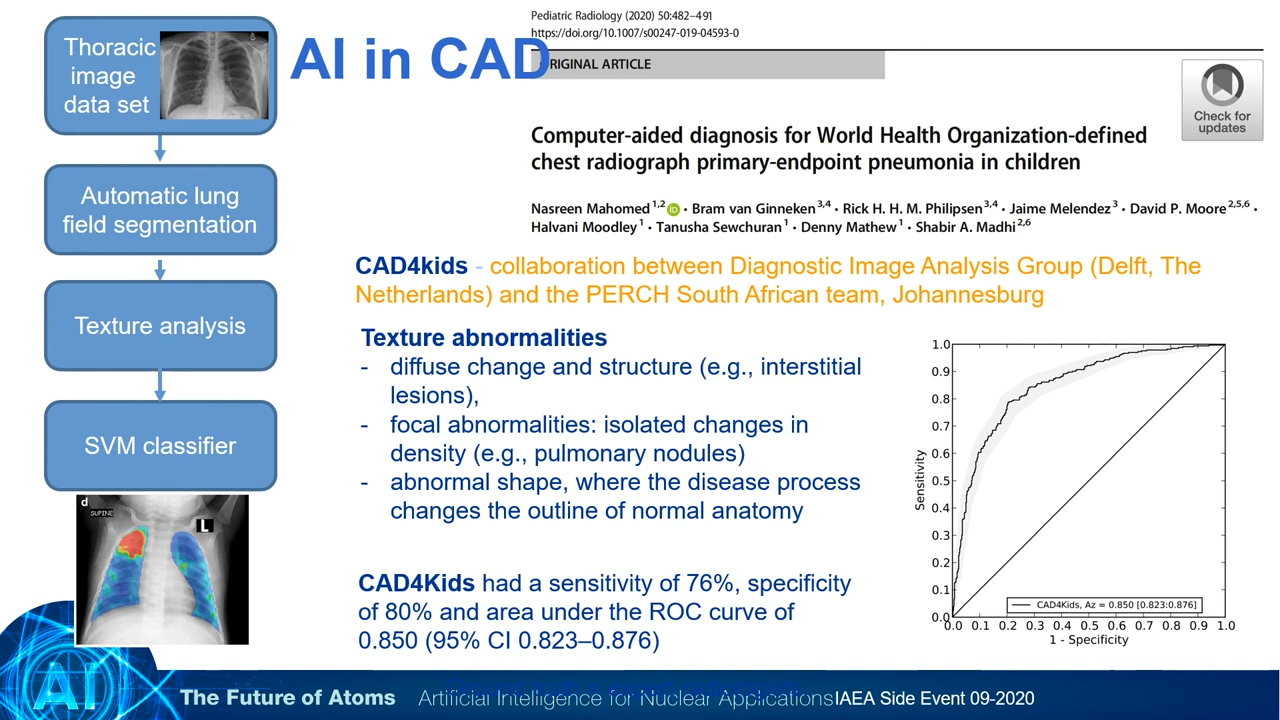 Thoracic
image
data set
Automatic lung
field segmentation
Texture analysis
SVM classifier
d
SUPINE
L
AI in CAD
Pediatric Radiology (2020) 50:482–491
https://doi.org/10.1007/s00247-019-04593-0
RIGINAL ARTICLE
Check for
updates
Computer-aided diagnosis for World Health Organization-defined
chest radiograph primary-endpoint pneumonia in children
Nasreen Mahomed 1,2 iD · Bram van Ginneken 3,4 · Rick H. H. M. Philipsen 3,4 · Jaime Melendez 3 · David P. Moore 2,5,6 ·
Halvani Moodley 1 · Tanusha Sewchuran 1 · Denny Mathew 1 · Shabir A. Madhi 2,6
CAD4kids - collaboration between Diagnostic Image Analysis Group (Delft, The
Netherlands) and the PERCH South African team, Johannesburg
Texture abnormalities
- diffuse change and structure (e.g., interstitial
lesions),
- focal abnormalities: isolated changes in
density (e.g., pulmonary nodules)
- abnormal shape, where the disease process
changes the outline of normal anatomy
CAD4Kids had a sensitivity of 76%, specificity
of 80% and area under the ROC curve of
0.850 (95% CI 0.823–0.876)
Sensitivity
1.0
0.9
0.8
0.7
0.6
0.5
0.4
0.3
0.2
0.1
0.0
CAD4Kids, Az = 0.850 [0.823:0.876]
0.0 0.1 0.2 0.3 0.4 0.5 0.6 0.7 0.8 0.9 1.0
1 - Specificity
AI
The Future of Atoms Artificial Intelligence for Nuclear Applications IAEA Side Event 09-2020